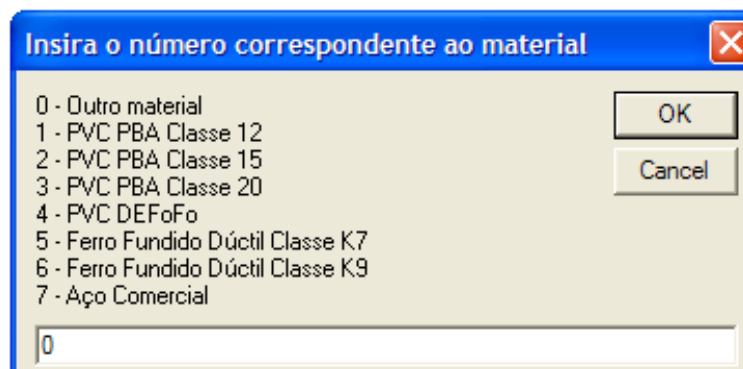 Insira o número correspondente ao material
0 - Outro material
1 - PVC PBA Classe 12
2 - PVC PBA Classe 15
3 - PVC PBA Classe 20
4 - PVC DEFoFo
5 - Ferro Fundido Dúctil Classe K7
6 - Ferro Fundido Dúctil Classe K9
7 - Aço Comercial
OK
Cancel
0